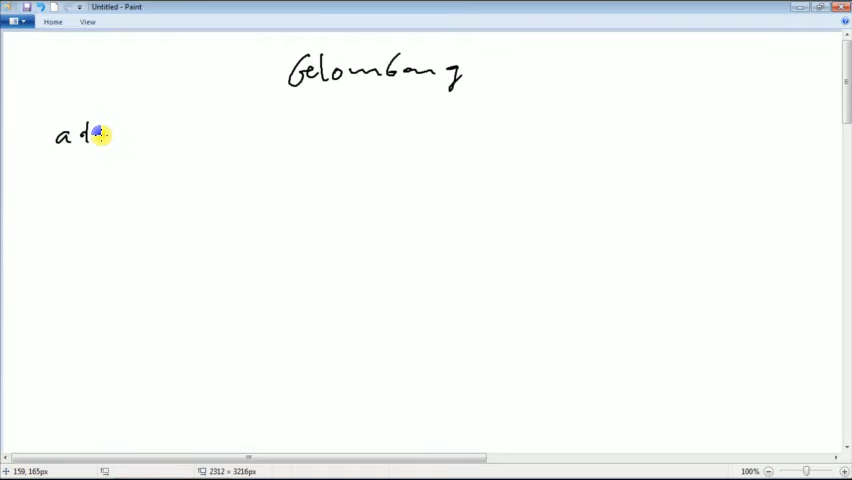 Untitled - Paint
Home View
Gelombang
ad
159, 165px 2312 × 3216px 100%